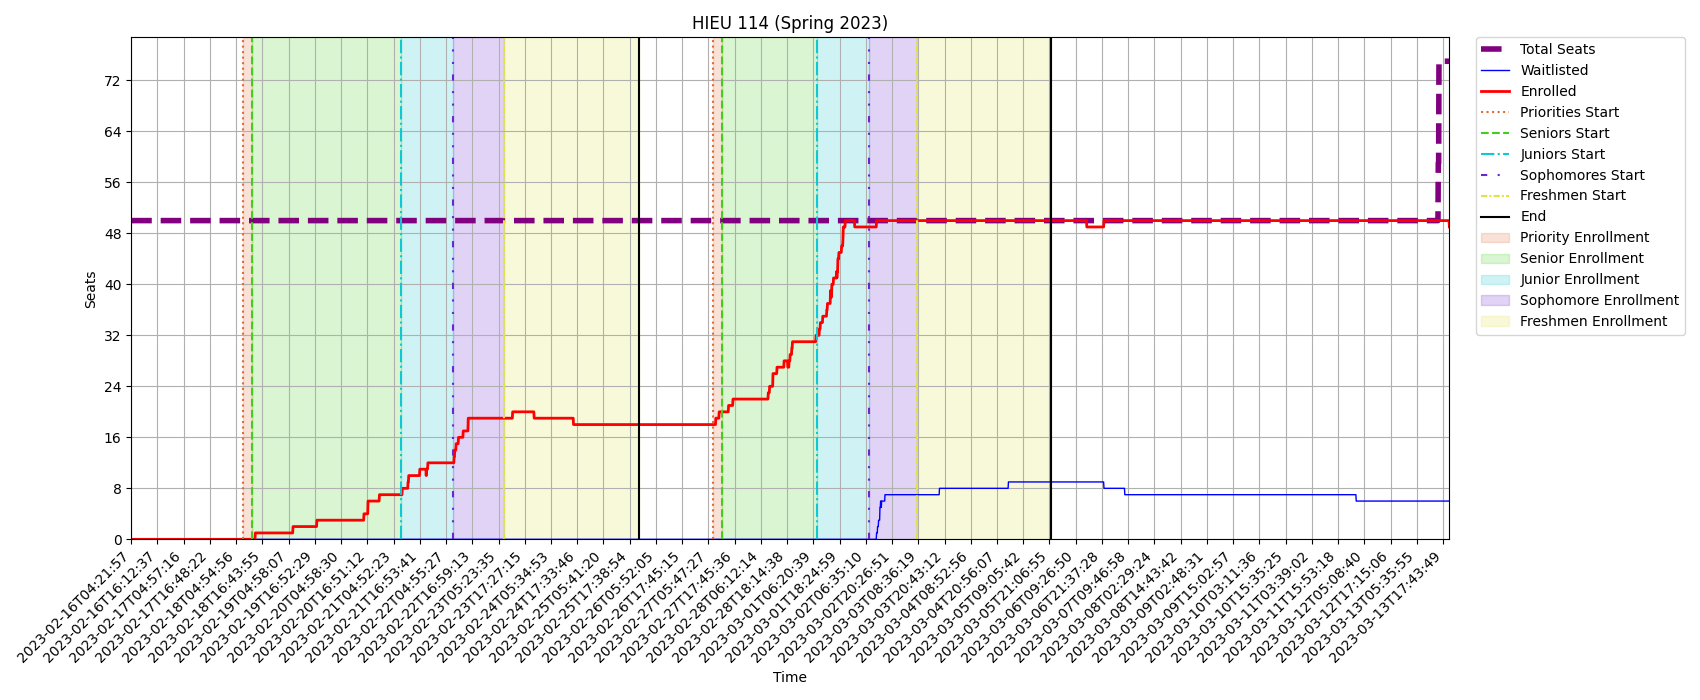 HIEU 114 (Spring 2023)
Seats
72
64
56
48
40
32
24
16
8
0
2023-02-16T04:21:57
2023-02-16T16:12:37
2023-02-17T04:57:16
2023-02-17T16:48:22
2023-02-18T04:54:56
2023-02-18T16:43:55
2023-02-19T04:58:07
2023-02-19T16:52:29
2023-02-20T04:58:30
2023-02-20T16:51:12
2023-02-21T04:52:23
2023-02-21T16:53:41
2023-02-22T04:55:27
2023-02-22T16:59:13
2023-02-23T05:23:35
2023-02-23T17:27:15
2023-02-24T05:34:53
2023-02-24T17:33:46
2023-02-25T05:41:20
2023-02-25T17:38:54
2023-02-26T05:52:05
2023-02-26T17:45:15
2023-02-27T05:47:27
2023-02-27T17:45:36
2023-02-28T06:12:14
2023-02-28T18:14:38
2023-03-01T06:20:39
2023-03-01T18:24:59
2023-03-02T06:35:10
2023-03-02T20:26:51
2023-03-03T08:36:19
2023-03-03T20:43:12
2023-03-04T08:52:56
2023-03-04T20:56:07
2023-03-05T09:05:42
2023-03-05T21:06:55
2023-03-06T09:26:50
2023-03-06T21:37:28
2023-03-07T09:46:58
2023-03-08T02:29:24
2023-03-08T14:43:42
2023-03-09T02:48:31
2023-03-09T15:02:57
2023-03-10T03:11:36
2023-03-10T15:35:25
2023-03-11T03:39:02
2023-03-11T15:53:18
2023-03-12T05:08:40
2023-03-12T17:15:06
2023-03-13T05:35:55
2023-03-13T17:43:49
Time
Total Seats
Waitlisted
Enrolled
Priorities Start
Seniors Start
Juniors Start
Sophomores Start
Freshmen Start
End
Priority Enrollment
Senior Enrollment
Junior Enrollment
Sophomore Enrollment
Freshmen Enrollment